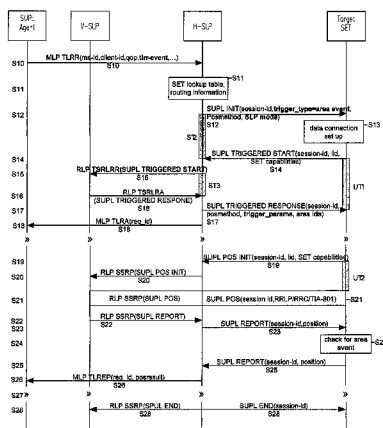 SUPL Agent
V-SLP
H-SLP
Target SET
S10
MLP TLRR(ms-id,client-id,qop,tlrr-event,...)
S10
SET lookup table, routing information
S11
SUPL INIT(session-id,trigger_type=area event, Posmethod, SLP mode)
S12
S12
ST2
data connection set up
S13
S14
SUPL TRIGGERED START(session-id, lid, SET capabilities)
S14
S15
RLP TSRLRR(SUPL TRIGGERED START)
S15
ST3
UT1
S16
RLP TSRLRA
(SUPL TRIGGERED RESPONE)
S16
S17
SUPL TRIGGERED RESPONSE(session-id, posmethod, trigger_params, area ids)
S17
S18
MLP TLRA(req_id)
S18
S19
SUPL POS INIT(session-id, lid, SET capabilities)
S19
S20
RLP SSRP(SUPL POS INIT)
S20
UT2
S21
RLP SSRP(SUPL POS)
SUPL POS(session-id,RRLP/RRC/TIA-801)
S21
S22
RLP SSRP(SUPL REPORT)
S22
S23
SUPL REPORT(session-id,position)
S23
S24
check for area event
S2
S25
SUPL REPORT(session-id, position)
S25
S26
MLP TLREP(req_id, posresult)
S26
S27
S28
RLP SSRP(SPUL END)
S28
SUPL END(session-id)
S28